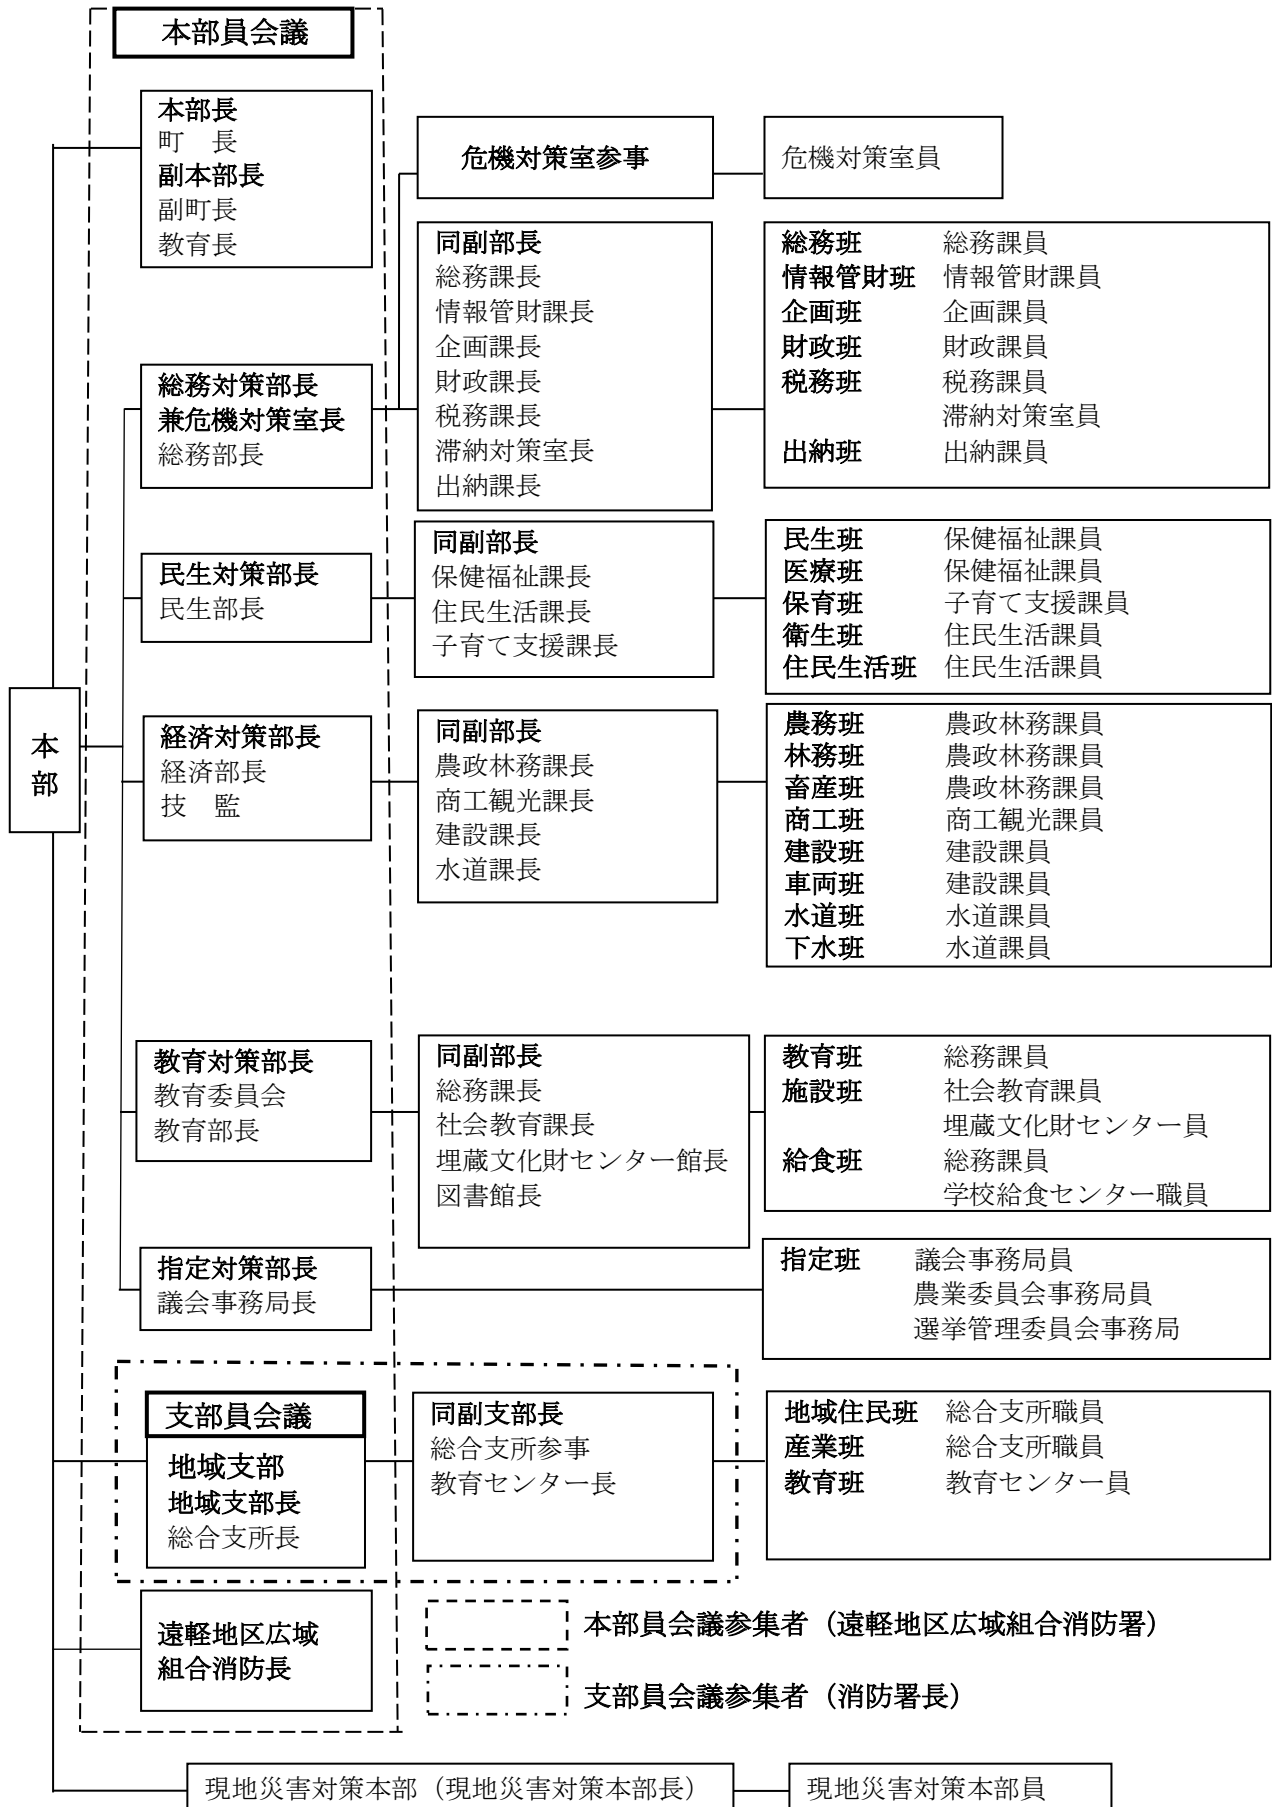 本部員会議
本部長
町　長
副本部長
副町長
教育長
危機対策室参事
危機対策室員
総務対策部長
兼危機対策室長
総務部長
同副部長
総務課長
情報管財課長
企画課長
財政課長
税務課長
滞納対策室長
出納課長
総務班　総務課員
情報管財班　情報管財課員
企画班　企画課員
財政班　財政課員
税務班　税務課員
滞納対策室員
出納班　出納課員
民生対策部長
民生部長
同副部長
保健福祉課長
住民生活課長
子育て支援課長
民生班　保健福祉課員
医療班　保健福祉課員
保育班　子育て支援課員
衛生班　住民生活課員
住民生活班　住民生活課員
本
部
経済対策部長
経済部長
技　監
同副部長
農政林務課長
商工観光課長
建設課長
水道課長
農務班　農政林務課員
林務班　農政林務課員
畜産班　農政林務課員
商工班　商工観光課員
建設班　建設課員
車両班　建設課員
水道班　水道課員
下水班　水道課員
教育対策部長
教育委員会
教育部長
同副部長
総務課長
社会教育課長
埋蔵文化財センター館長
図書館長
教育班　総務課員
施設班　社会教育課員
埋蔵文化財センター員
給食班　総務課員
学校給食センター職員
指定対策部長
議会事務局長
指定班　議会事務局員
農業委員会事務局員
選挙管理委員会事務局
支部員会議
地域支部
地域支部長
総合支所長
同副支部長
総合支所参事
教育センター長
地域住民班　総合支所職員
産業班　総合支所職員
教育班　教育センター員
遠軽地区広域
組合消防長
本部員会議参集者（遠軽地区広域組合消防署）
支部員会議参集者（消防署長）
現地災害対策本部（現地災害対策本部長）
現地災害対策本部員